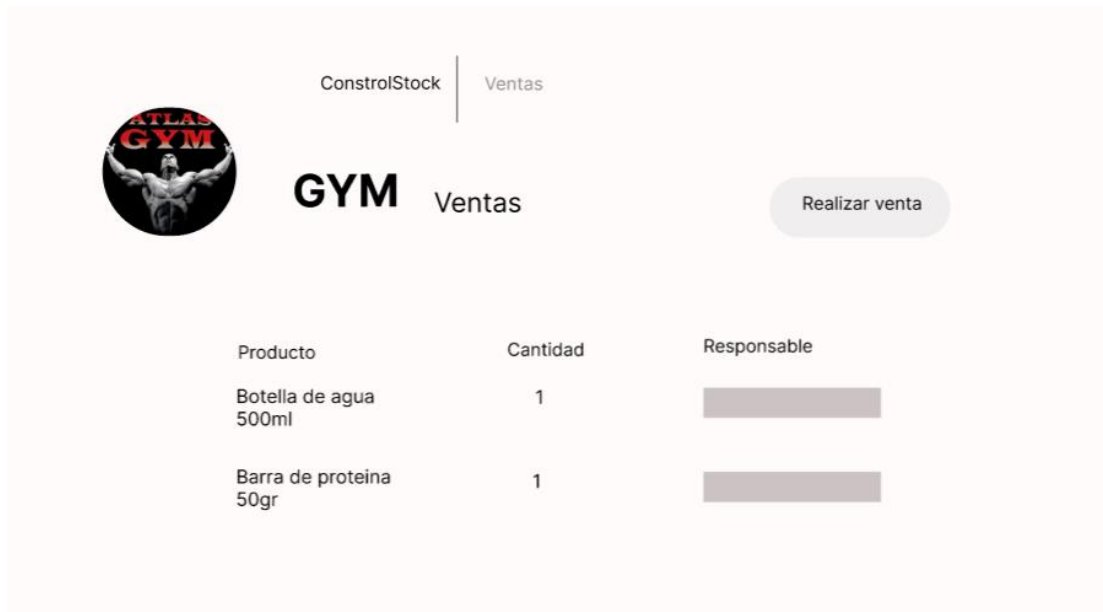 ConstrolStock
Ventas
ATLAS
GYM
GYM
Ventas
Realizar venta
Producto
Cantidad
Responsable
Botella de agua
500ml
1
Barra de proteina
50gr
1